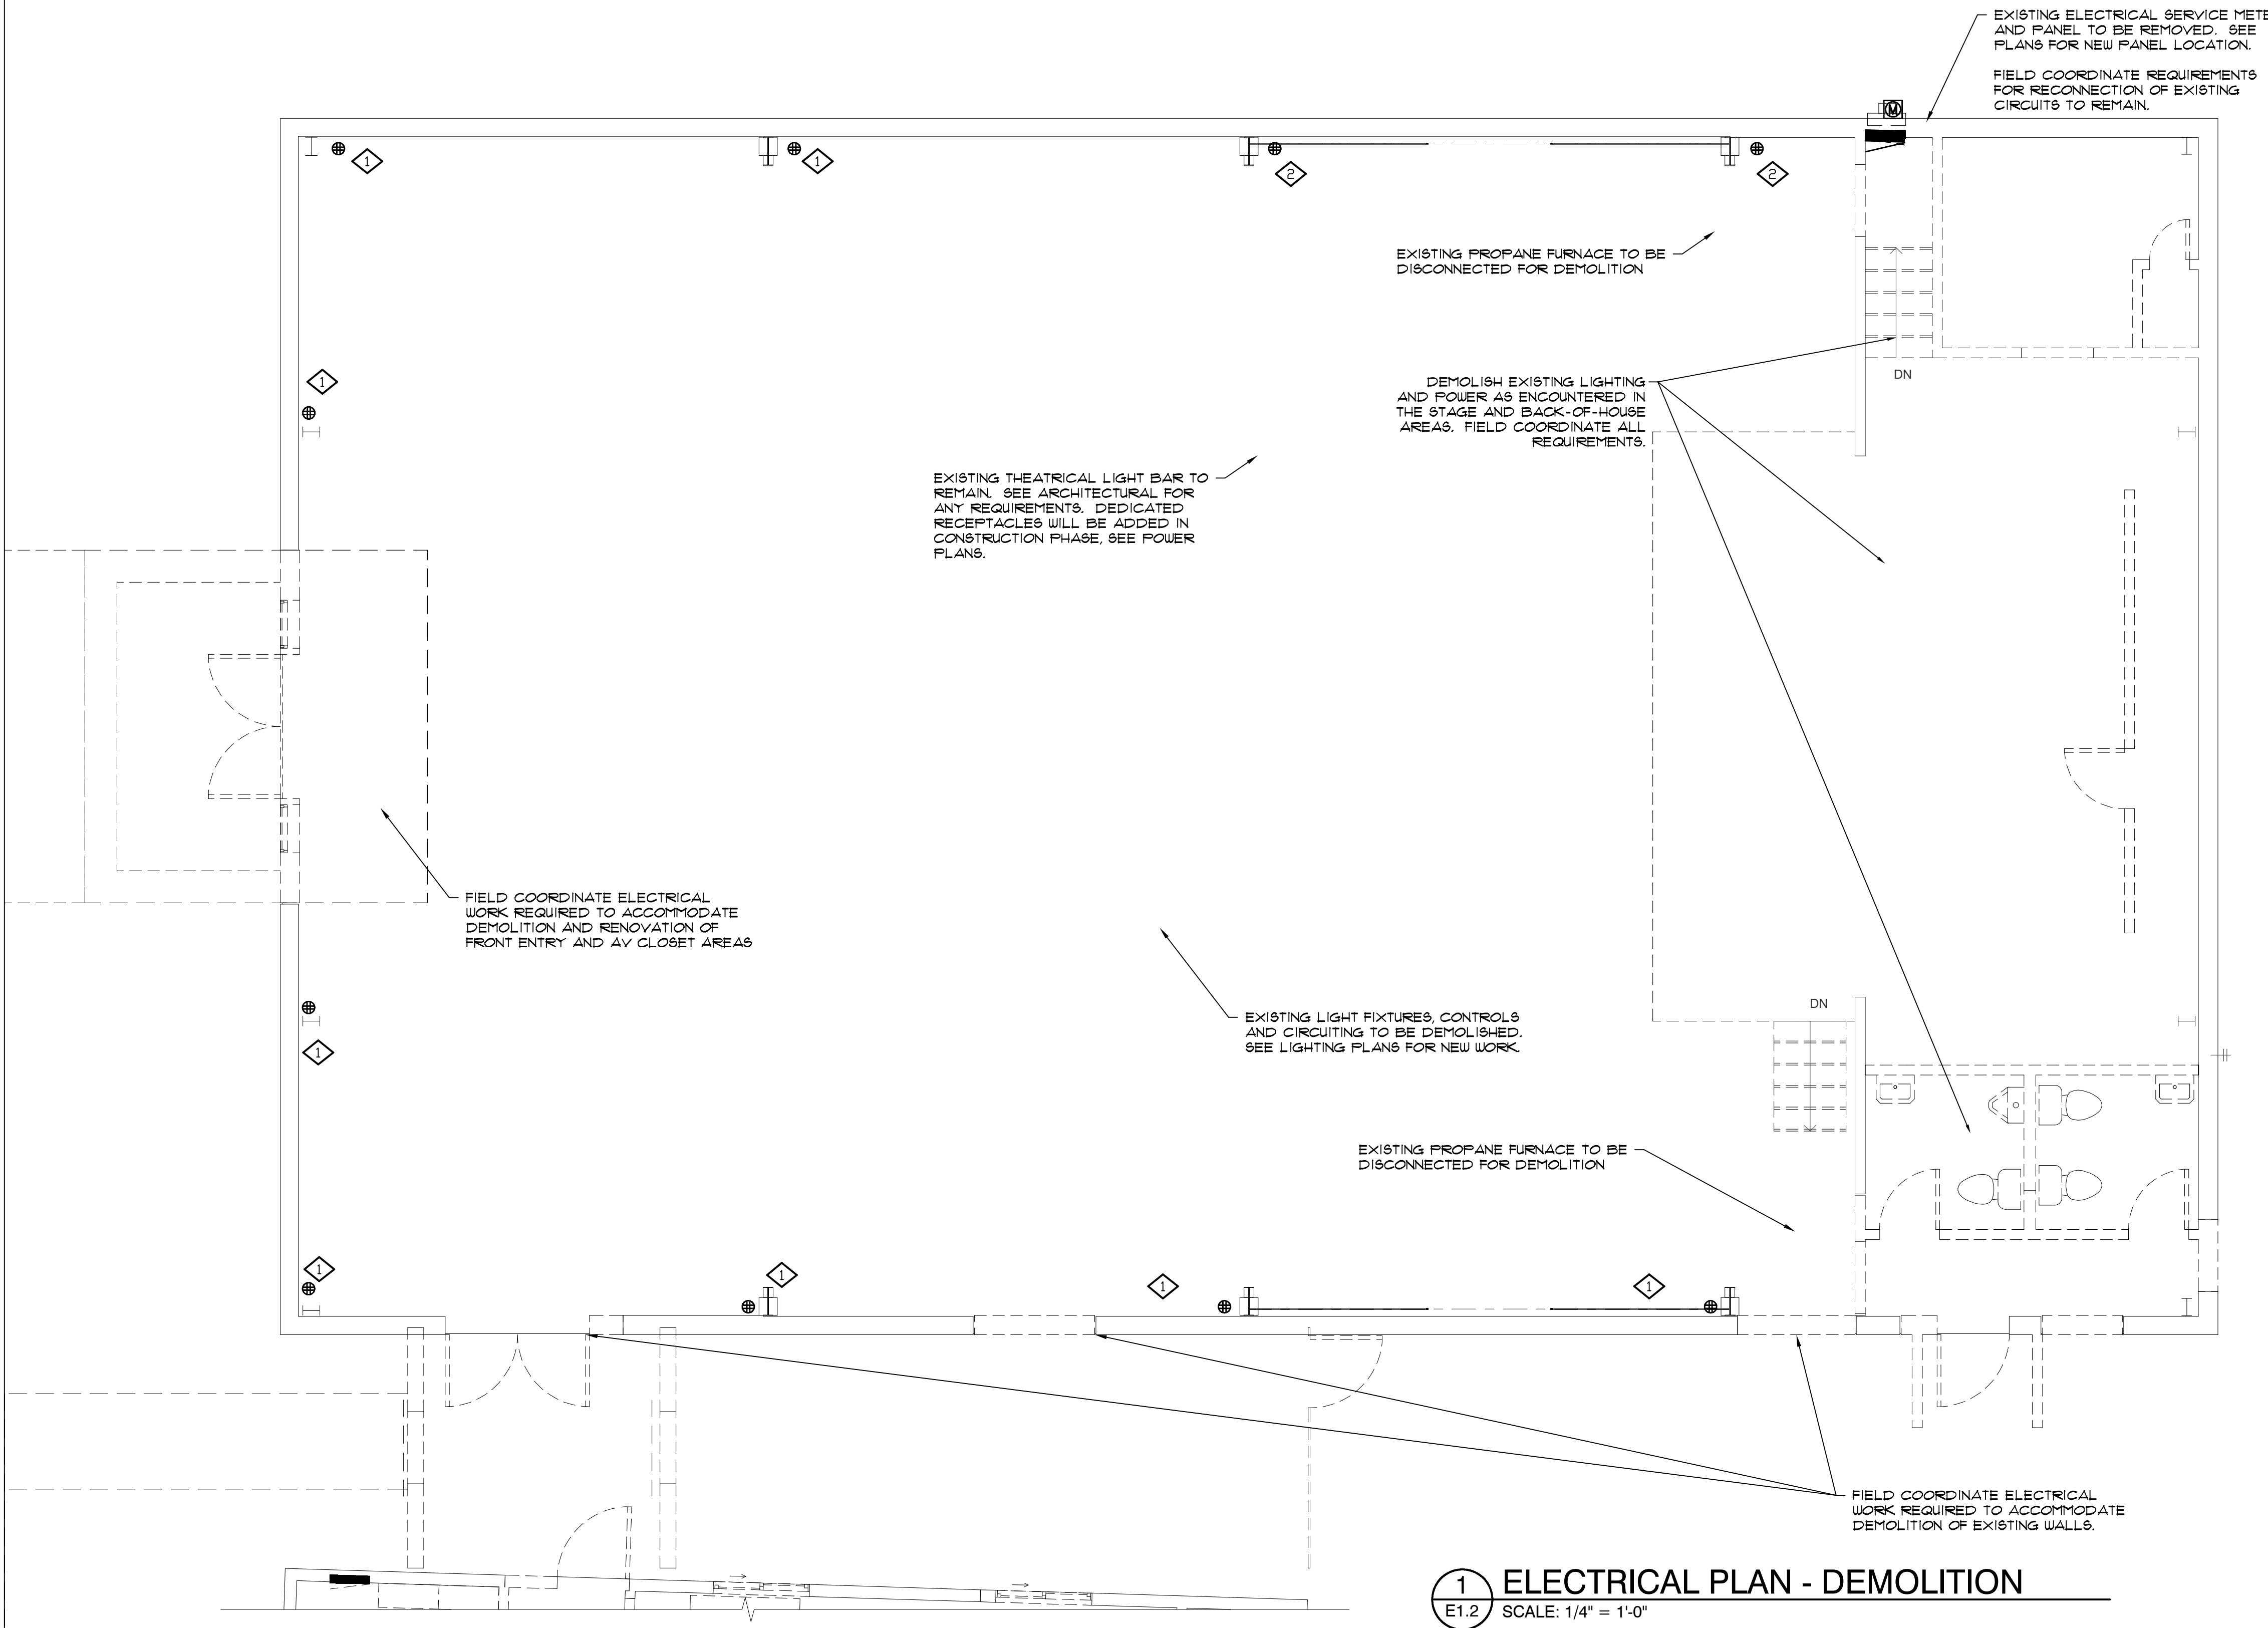 EXISTING ELECTRICAL SERVICE METE
AND PANEL TO BE REMOVED. SEE
PLANS FOR NEW PANEL LOCATION.
FIELD COORDINATE REQUIREMENTS
FOR RECONNECTION OF EXISTING
CIRCUITS TO REMAIN.
M
1
1
2
2
EXISTING PROPANE FURNACE TO BE
DISCONNECTED FOR DEMOLITION
1
DN
DEMOLISH EXISTING LIGHTING
AND POWER AS ENCOUNTERED IN
THE STAGE AND BACK-OF-HOUSE
AREAS. FIELD COORDINATE ALL
REQUIREMENTS.
EXISTING THEATRICAL LIGHT BAR TO
REMAIN. SEE ARCHITECTURAL FOR
ANY REQUIREMENTS. DEDICATED
RECEPTACLES WILL BE ADDED IN
CONSTRUCTION PHASE, SEE POWER
PLANS.
FIELD COORDINATE ELECTRICAL
WORK REQUIRED TO ACCOMMODATE
DEMOLITION AND RENOVATION OF
FRONT ENTRY AND AV CLOSET AREAS
DN
EXISTING LIGHT FIXTURES, CONTROLS
AND CIRCUITING TO BE DEMOLISHED.
SEE LIGHTING PLANS FOR NEW WORK.
1
EXISTING PROPANE FURNACE TO BE
DISCONNECTED FOR DEMOLITION
1
1
1
1
FIELD COORDINATE ELECTRICAL
WORK REQUIRED TO ACCOMMODATE
DEMOLITION OF EXISTING WALLS.
1
E1.2
ELECTRICAL PLAN - DEMOLITION
SCALE: 1/4" = 1'-0"